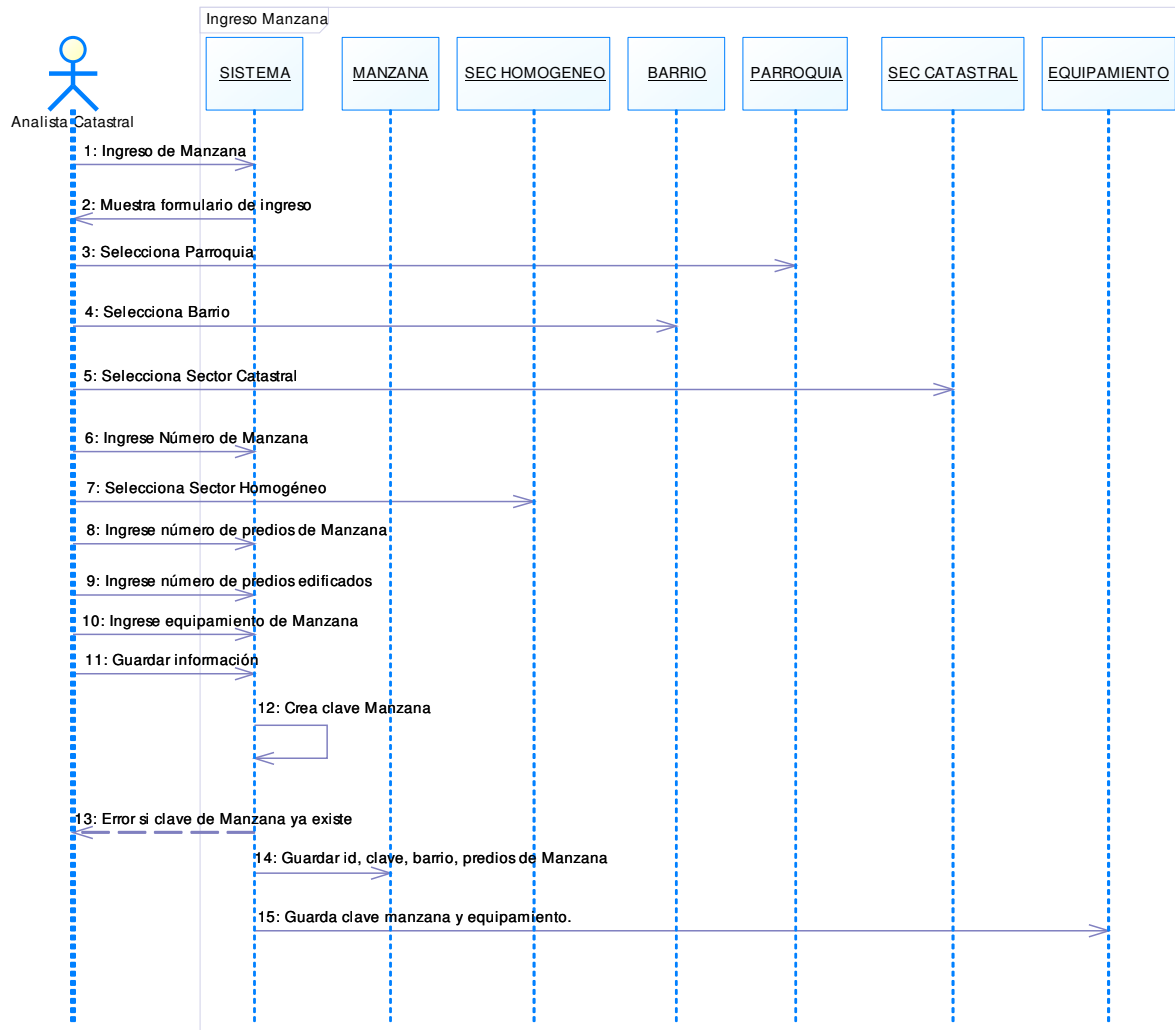 Ingreso Manzana
SISTEMA
MANZANA
SEC HOMOGENEO
BARRIO
PARROQUIA
SEC CATASTRAL
EQUIPAMIENTO
Analista Catastral
1: Ingreso de Manzana
2: Muestra formulario de ingreso
3: Selecciona Parroquia
4: Selecciona Barrio
5: Selecciona Sector Catastral
6: Ingrese Número de Manzana
7: Selecciona Sector Homogéneo
8: Ingrese número de predios de Manzana
9: Ingrese número de predios edificados
10: Ingrese equipamiento de Manzana
11: Guardar información
12: Crea clave Manzana
13: Error si clave de Manzana ya existe
14: Guardar id, clave, barrio, predios de Manzana
15: Guarda clave manzana y equipamiento.